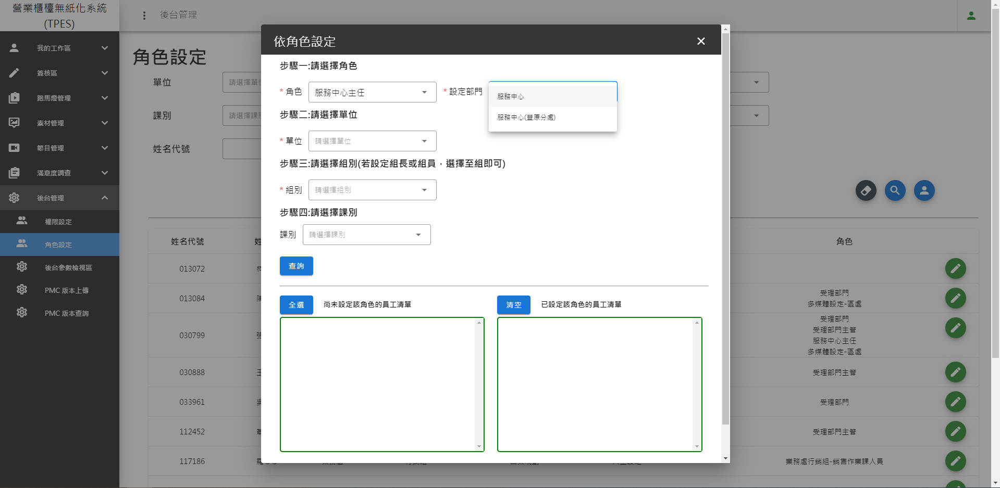 營業櫃檯無紙化系統
(TPES)
後台管理
我的工作區
簽核區
跑馬燈管理
素材管理
節目管理
滿意度調查
後台管理
權限設定
角色設定
後台參數檢視區
PMC 版本上傳
PMC 版本查詢
角色設定
單位
請選擇單位
課別
請選擇課別
姓名代號
依角色設定
步驟一:請選擇角色
* 角色
服務中心主任
* 設定部門
服務中心
服務中心(豐原分處)
步驟二:請選擇單位
* 單位
請選擇單位
步驟三:請選擇組別(若設定組長或組員，選擇至組即可)
* 組別
請選擇組別
步驟四:請選擇課別
課別
請選擇課別
查詢
全選
尚未設定該角色的員工清單
清空
已設定該角色的員工清單
姓名代號
角色
013072
013084
受理部門
多媒體設定-區處
030799
受理部門
受理部門主管
服務中心主任
多媒體設定-區處
030888
受理部門主管
033961
受理部門
112452
受理部門主管
117186
業務處行銷組-銷售作業課人員